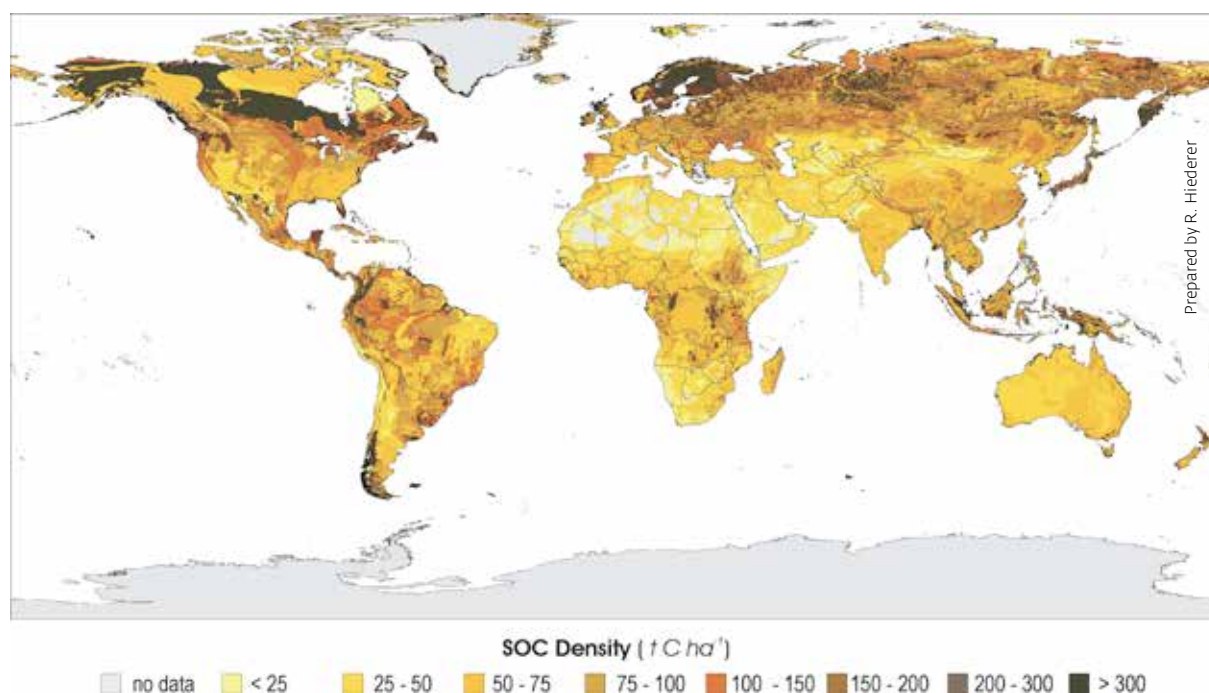 Prepared by R. Hiederer
SOC Density ( t C ha⁻¹)
no data < 25 25 - 50 50 - 75 75 - 100 100 - 150 150 - 200 200 - 300 > 300